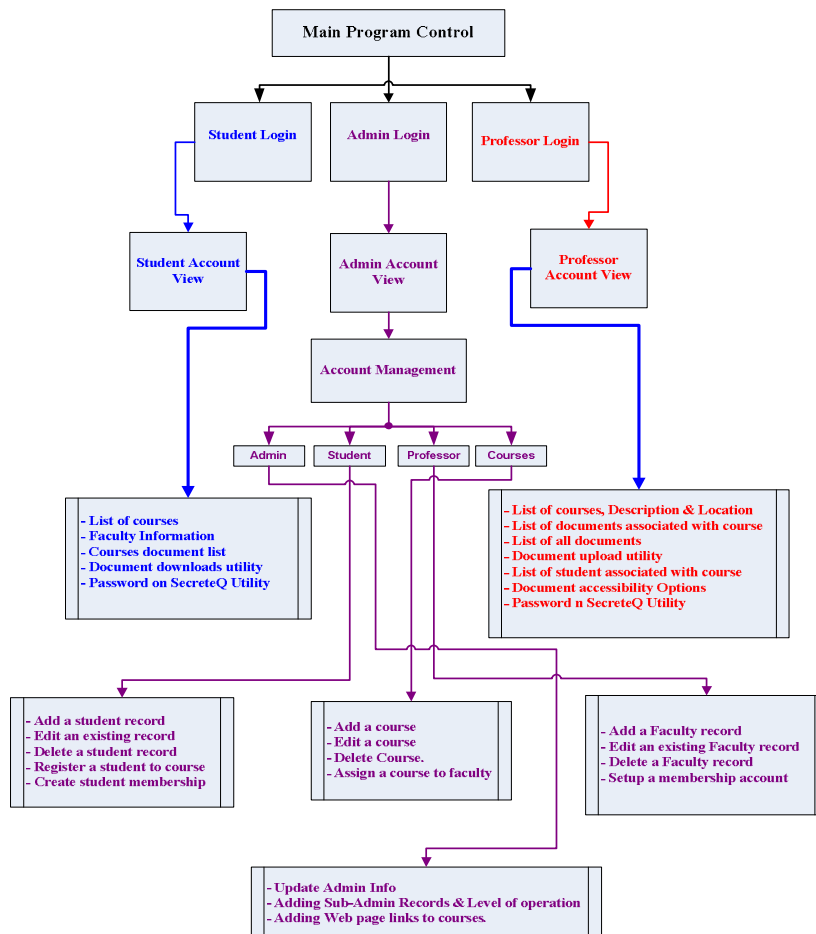 Main Program Control
Student Login
Admin Login
Professor Login
Student Account
View
Admin Account
View
Professor
Account View
Account Management
Admin
Student
Professor
Courses
- List of courses
- Faculty Information
- Courses document list
- Document downloads utility
- Password on SecreteQ Utility
- List of courses, Description & Location
- List of documents associated with course
- List of all documents
- Document upload utility
- List of student associated with course
- Document accessibility Options
- Password n SecreteQ Utility
- Add a student record
- Edit an existing record
- Delete a student record
- Register a student to course
- Create student membership
- Add a course
- Edit a course
- Delete Course.
- Assign a course to faculty
- Add a Faculty record
- Edit an existing Faculty record
- Delete a Faculty record
- Setup a membership account
- Update Admin Info
- Adding Sub-Admin Records & Level of operation
- Adding Web page links to courses.